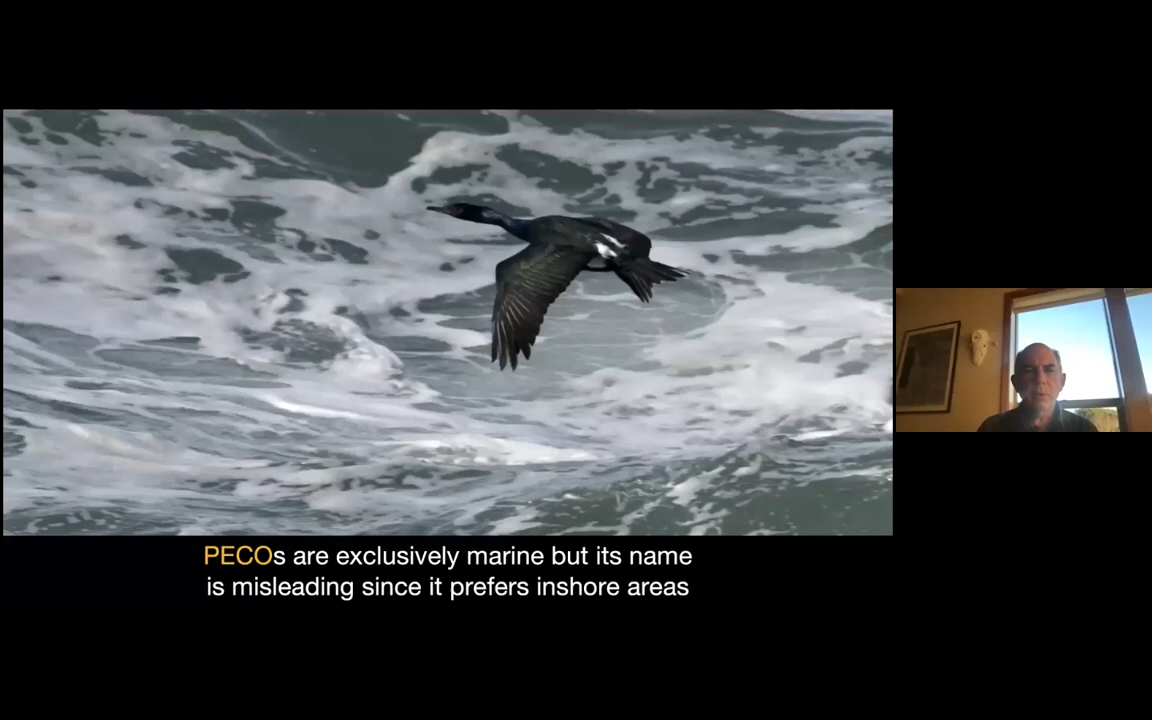 PECOs are exclusively marine but its name
is misleading since it prefers inshore areas